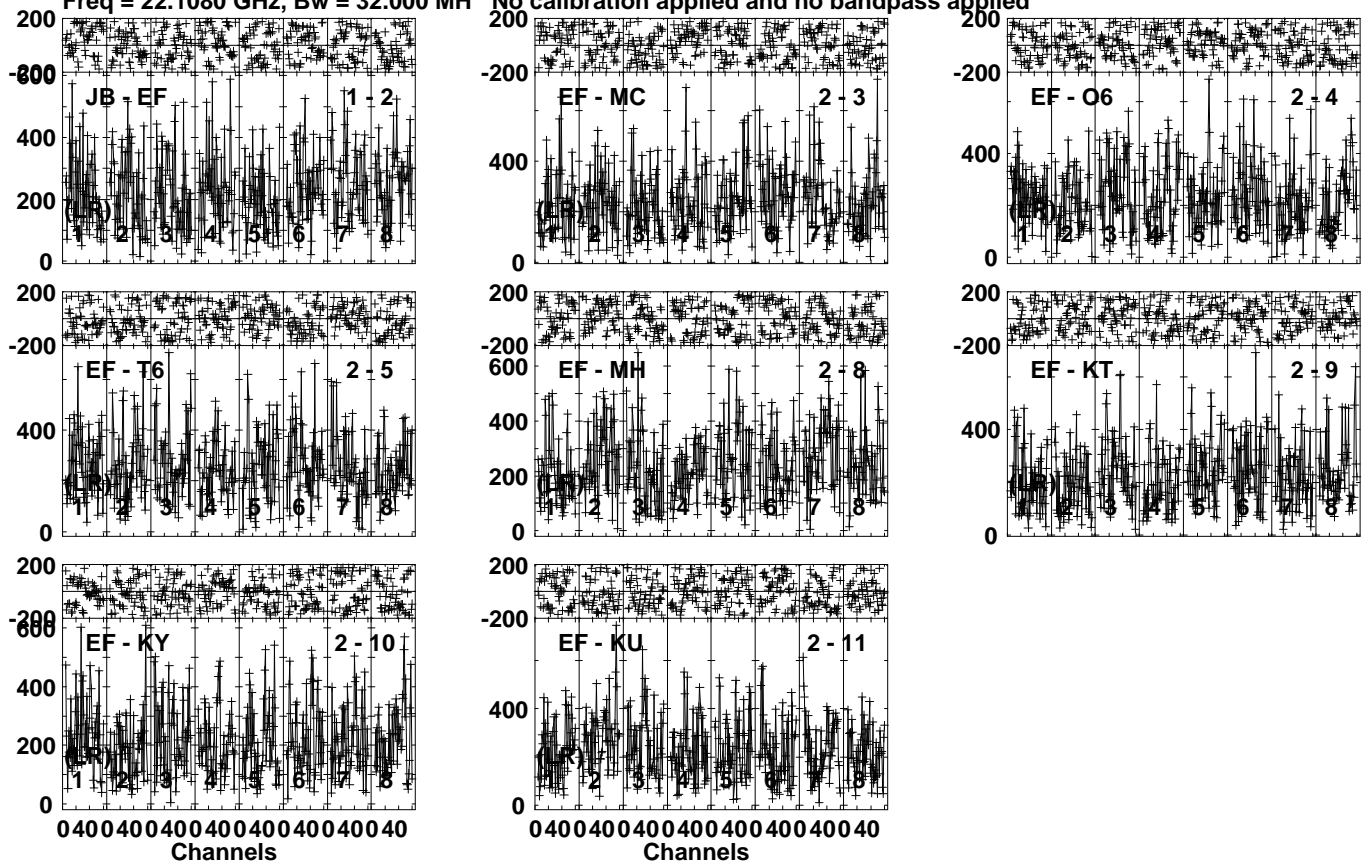 Freq = 22.1080 GHz, Bw = 32.000 MH No calibration applied and no bandpass applied
200 200 200
-200 -200 -200
600
JB - EF 1 - 2 EF - MC 2 - 3 EF - O6 2 - 4
400 400 400
200
(LR) (LR) (LR)
1 2 3 4 5 6 7 8 1 2 3 4 5 6 7 8 1 2 3 4 5 6 7 8
0 0 0
200 200 200
-200 -200 -200
EF - T6 2 - 5 EF - MH 2 - 8 EF - KT 2 - 9
600
400 400 400
200
(LR) (LR) (LR)
1 2 3 4 5 6 7 8 1 2 3 4 5 6 7 8 1 2 3 4 5 6 7 8
0 0 0
200 200
-200 -200
600
EF - KY 2 - 10 EF - KU 2 - 11
400 400
200
(LR) (LR)
1 2 3 4 5 6 7 8 1 2 3 4 5 6 7 8
0 0
0 40 0 40 0 40 0 40 0 40 0 40 0 40 0 40 0 40 0 40 0 40 0 40 0 40 0 40 0 40 0 40
Channels Channels